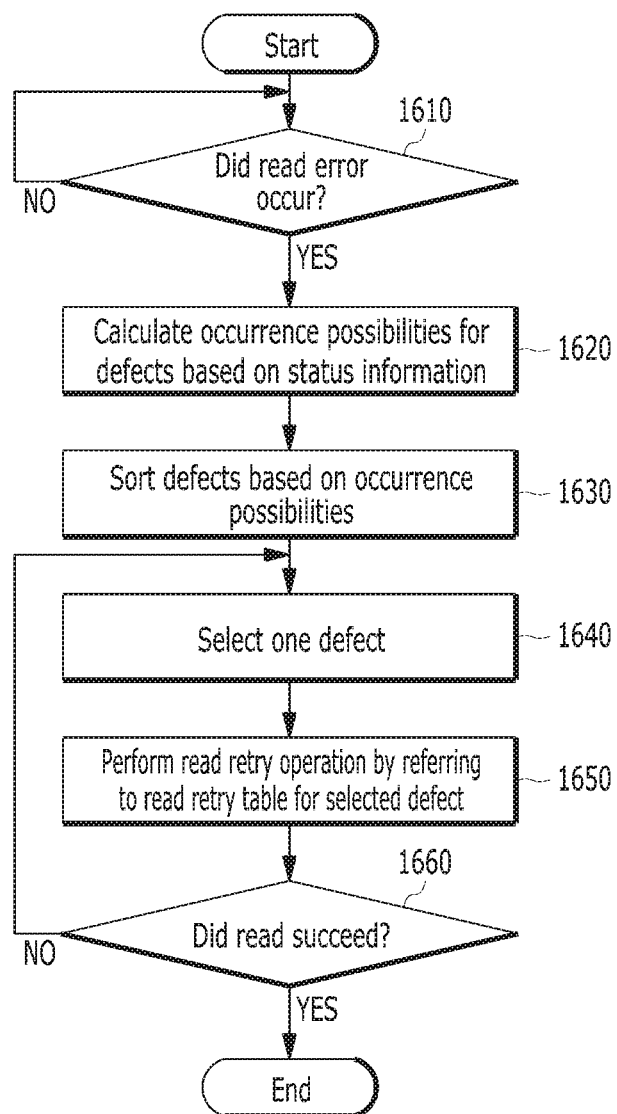 Start
1610
Did read error
occur?
NO
YES
Calculate occurrence possibilities for
defects based on status information
1620
Sort defects based on occurrence
possibilities
1630
Select one defect
1640
Perform read retry operation by referring
to read retry table for selected defect
1650
1660
Did read succeed?
NO
YES
End